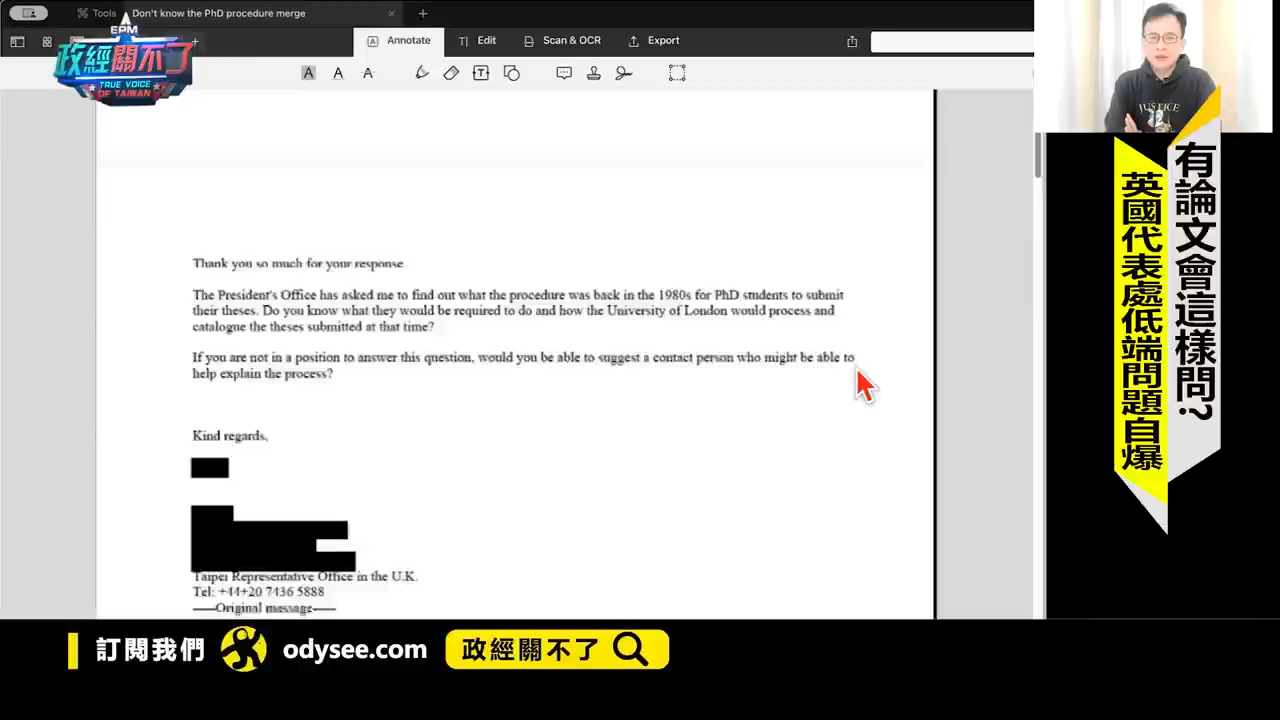 Tools
Don't know the PhD procedure merge
Annotate
Edit
Scan & OCR
Export
EPM
政經關不了
TRUE VOICE
OF TAIWAN
JUSTICE
Thank you so much for your response.
The President's Office has asked me to find out what the procedure was back in the 1980s for PhD students to submit
their theses. Do you know what they would be required to do and how the University of London would process and
catalogue the theses submitted at that time?
If you are not in a position to answer this question, would you be able to suggest a contact person who might be able to
help explain the process?
Kind regards,
Taipei Representative Office in the U.K.
Tel: +44+20 7436 5888
-----Original message-----
有論文會這樣問?
英國代表處低端問題自爆
訂閱我們
odysee.com
政經關不了